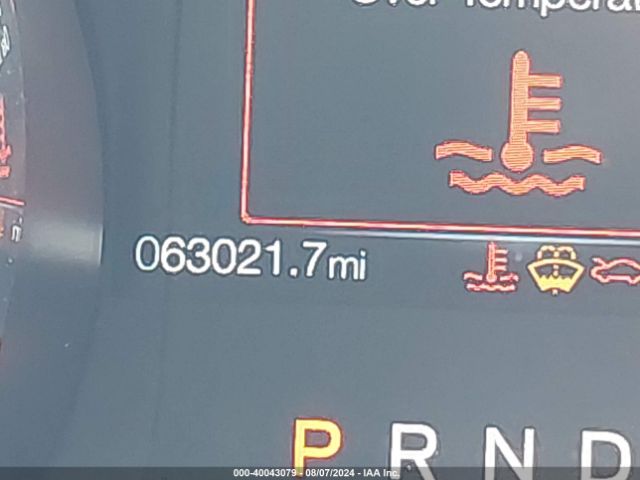 063021.7mi
P R N D
000-40043079 - 08/07/2024 - IAA Inc.